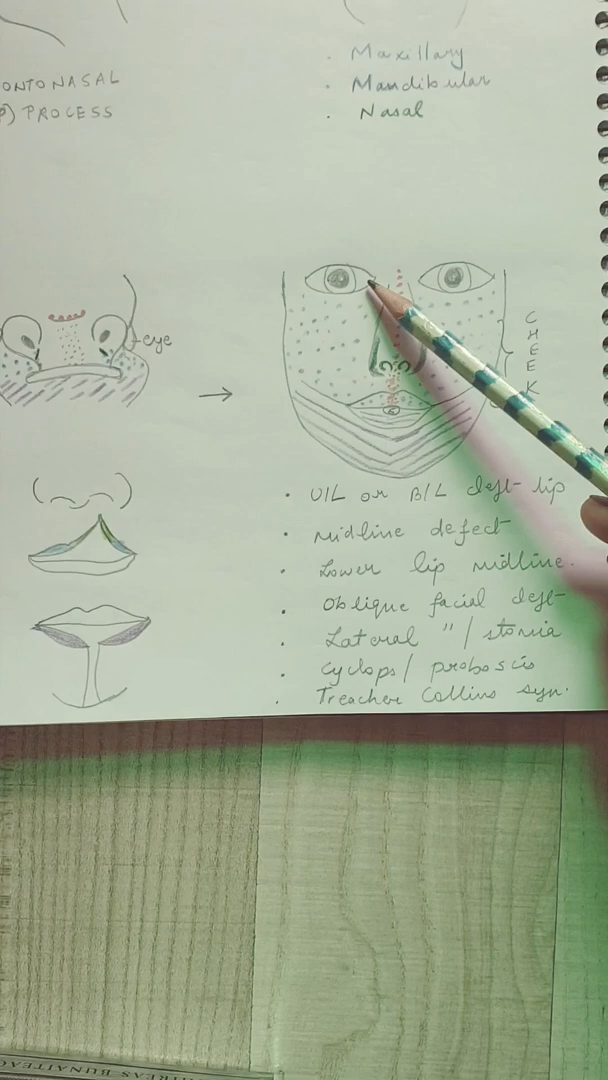 ONTONASAL
P) PROCESS
. Maxillary
. Mandibular
. Nasal
eye
CHEEK
. U/L or B/L cleft lip
. Midline defect
. Lower lip midline.
. Oblique facial cleft
. Lateral "/stomia
. Cyclops/ proboscis
. Treacher Collins syn.